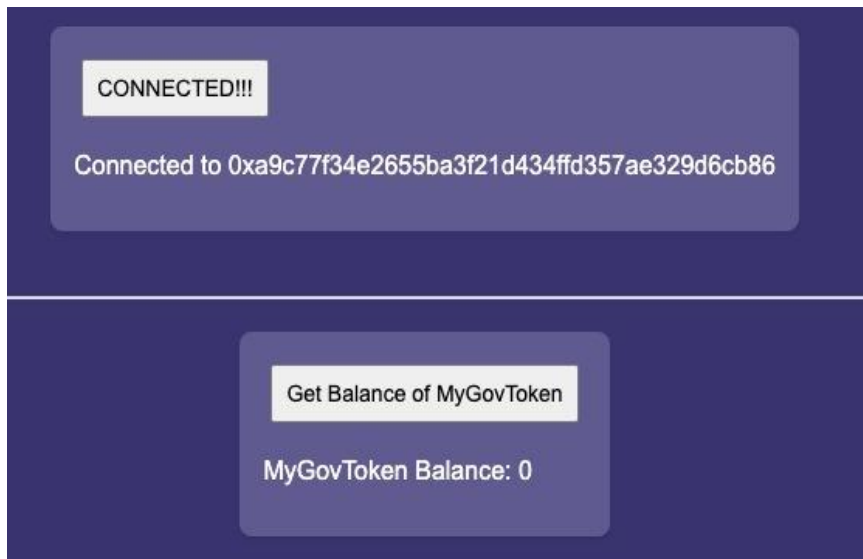 CONNECTED!!!
Connected to 0xa9c77f34e2655ba3f21d434ffd357ae329d6cb86
Get Balance of MyGovToken
MyGovToken Balance: 0